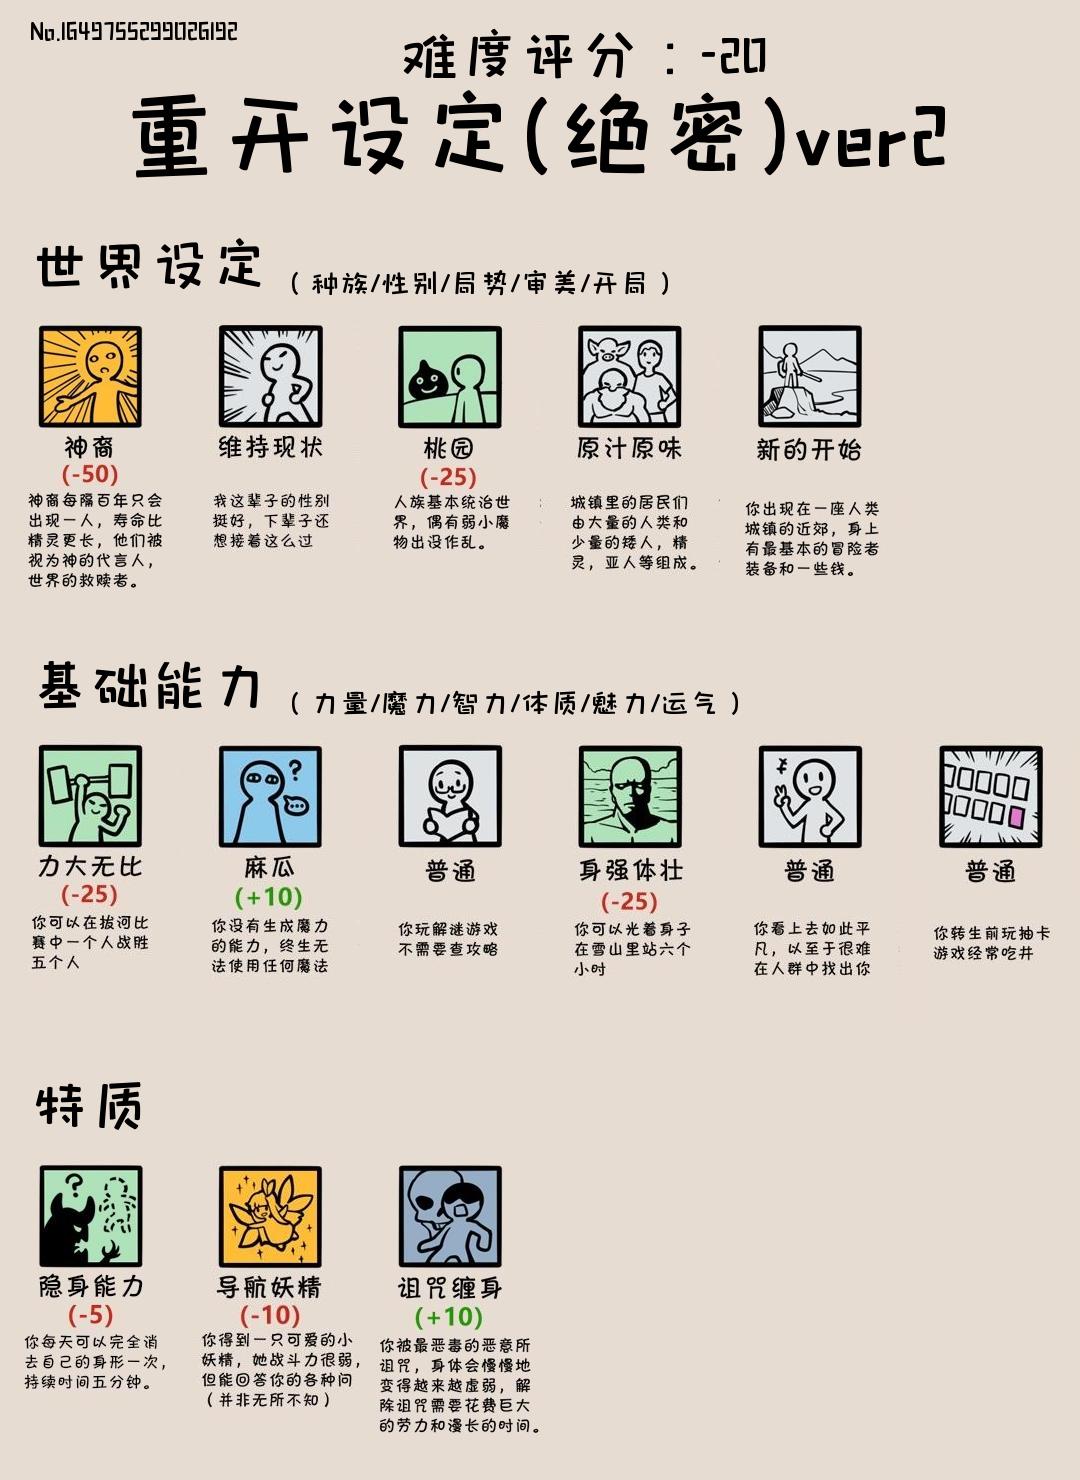 No.1649755299026192
难度评分：-20
重开设定(绝密)ver2
世界设定（种族/性别/局势/审美/开局）
神裔
(-50)
神裔每隔百年只会
出现一人，寿命比
精灵更长，他们被
视为神的代言人，
世界的救赎者。
维持现状
我这辈子的性别
挺好，下辈子还
想接着这么过
桃园
(-25)
人族基本统治世
界，偶有弱小魔
物出没作乱。
原汁原味
城镇里的居民们
由大量的人类和
少量的矮人，精
灵，亚人等组成。
新的开始
你出现在一座人类
城镇的近郊，身上
有最基本的冒险者
装备和一些钱。
基础能力（力量/魔力/智力/体质/魅力/运气）
力大无比
(-25)
你可以在拔河比
赛中一个人战胜
五个人
麻瓜
(+10)
你没有生成魔力
的能力，终生无
法使用任何魔法
普通
你玩解谜游戏
不需要查攻略
身强体壮
(-25)
你可以光着身子
在雪山里站六个
小时
普通
你看上去如此平
凡，以至于很难
在人群中找出你
普通
你转生前玩抽卡
游戏经常吃井
特质
隐身能力
(-5)
你每天可以完全消
去自己的身形一次，
持续时间五分钟。
导航妖精
(-10)
你得到一只可爱的小
妖精，她战斗力很弱，
但能回答你的各种问
（并非无所不知）
诅咒缠身
(+10)
你被最恶毒的恶意所
诅咒，身体会慢慢地
变得越来越虚弱，解
除诅咒需要花费巨大
的劳力和漫长的时间。